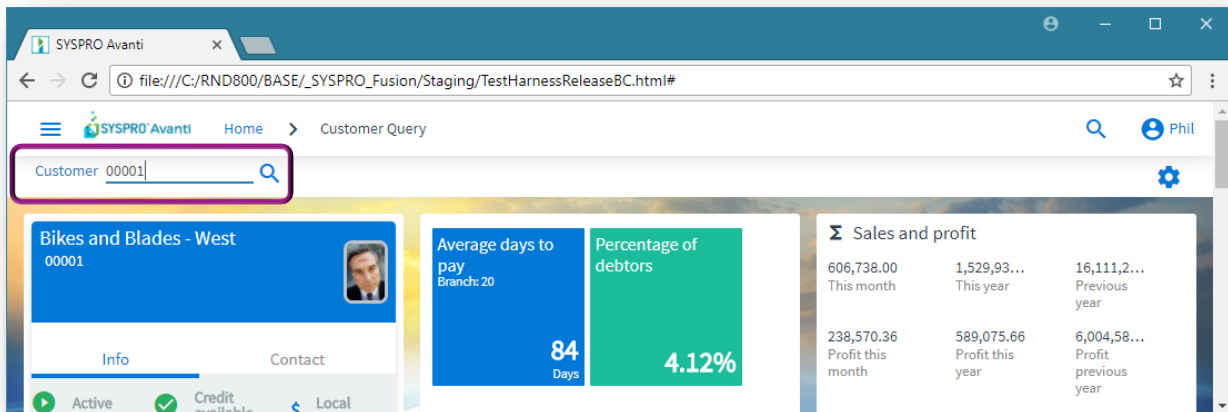 SYSPRO Avanti
file:///C:/RND800/BASE/_SYSPRO_Fusion/Staging/TestHarnessReleaseBC.html#
SYSPRO Avanti Home Customer Query Phil
Customer 00001
Bikes and Blades - West
00001
Info Contact
Active
Credit
available
Local
Average days to
pay
Branch: 20
84
Days
Percentage of
debtors
4.12%
Σ Sales and profit
606,738.00 1,529,93... 16,111,2...
This month This year Previous
year
238,570.36 589,075.66 6,004,58...
Profit this Profit this Profit
month year previous
year